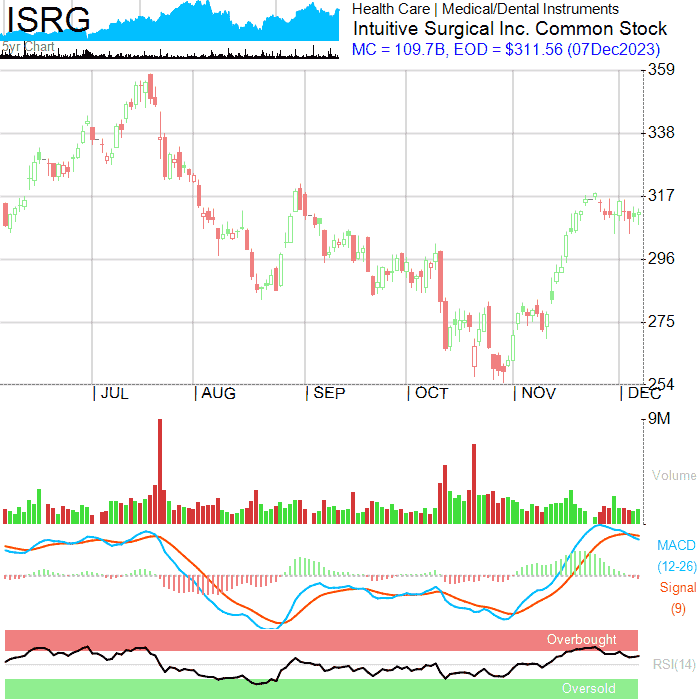 ISRG
5yr Chart
Health Care | Medical/Dental Instruments
Intuitive Surgical Inc. Common Stock
MC = 109.7B, EOD = $311.56 (07Dec2023)
359
338
317
296
275
254
| JUL | AUG | SEP | OCT | NOV | DEC
9M
Volume
MACD
(12-26)
Signal
(9)
Overbought
RSI(14)
Oversold